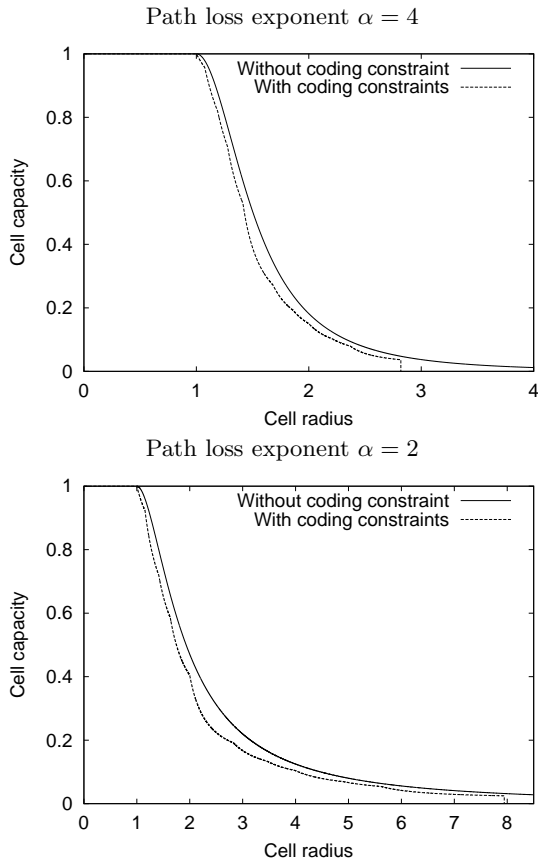 Path loss exponent α = 4
1
0.8
0.6
0.4
0.2
0
Cell capacity
Without coding constraint
With coding constraints
0 1 2 3 4
Cell radius
Path loss exponent α = 2
1
0.8
0.6
0.4
0.2
0
Cell capacity
Without coding constraint
With coding constraints
0 1 2 3 4 5 6 7 8
Cell radius